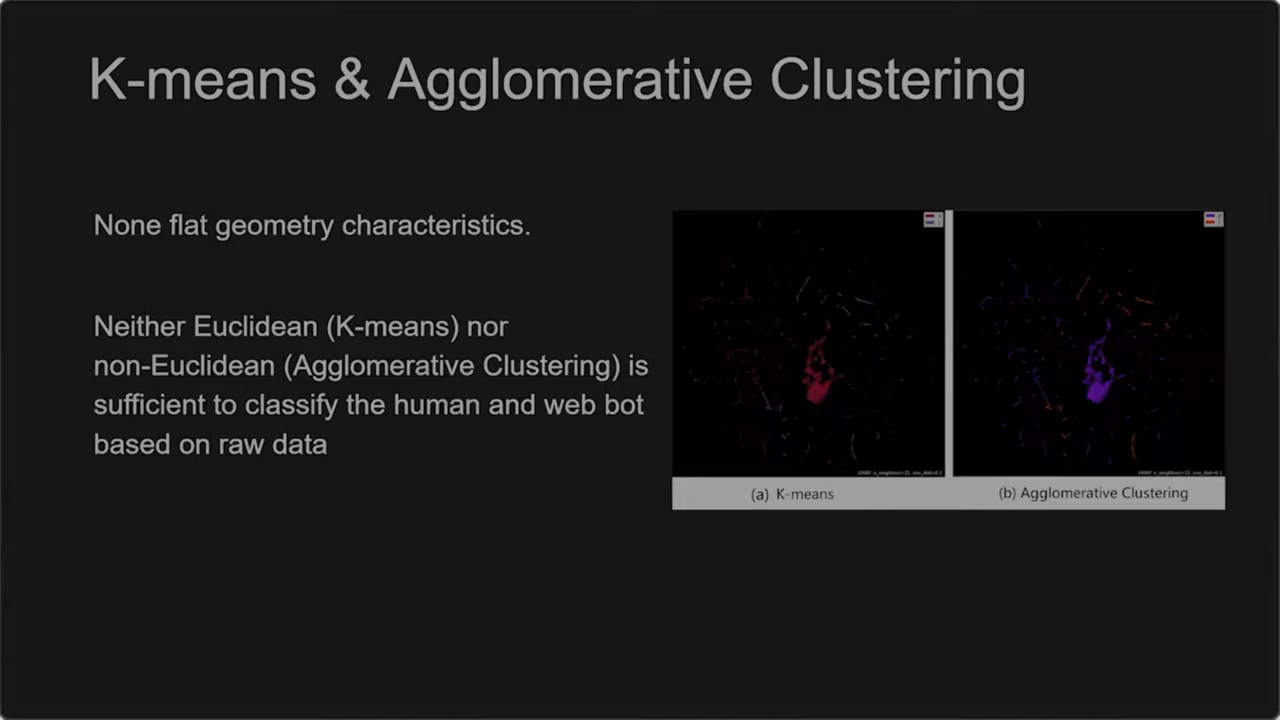 K-means & Agglomerative Clustering
None flat geometry characteristics.
Neither Euclidean (K-means) nor
non-Euclidean (Agglomerative Clustering) is
sufficient to classify the human and web bot
based on raw data
(a) K-means
(b) Agglomerative Clustering